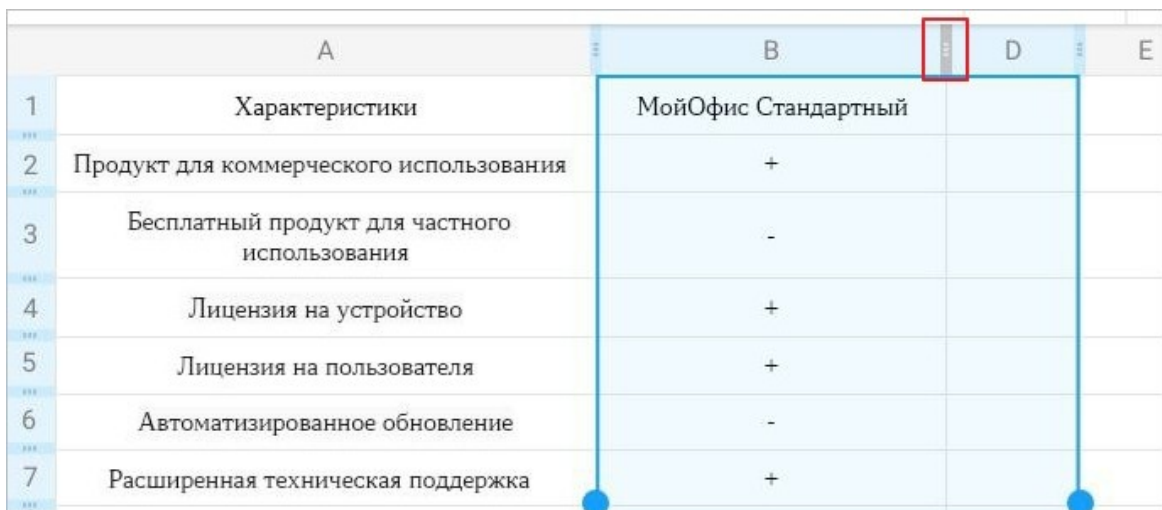 A B D E
1 Характеристики МойОфис Стандартный
2 Продукт для коммерческого использования +
3 Бесплатный продукт для частного
использования -
4 Лицензия на устройство +
5 Лицензия на пользователя +
6 Автоматизированное обновление -
7 Расширенная техническая поддержка +